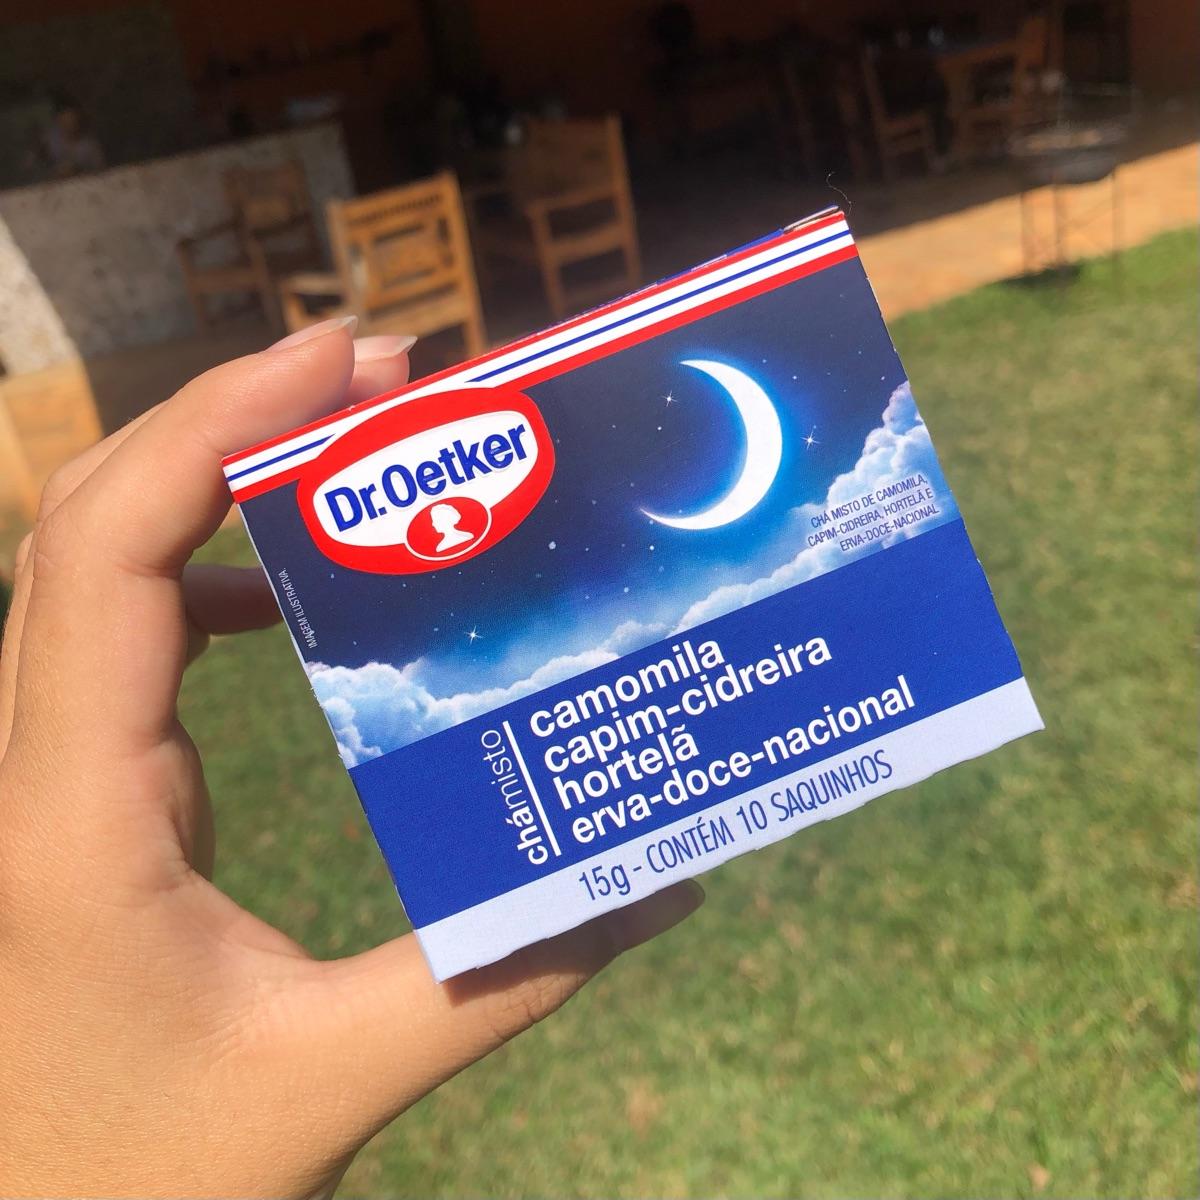 Dr.Oetker
CHÁ MISTO DE CAMOMILA,
CAPIM-CIDREIRA, HORTELÃ E
ERVA-DOCE-NACIONAL
IMAGEM ILUSTRATIVA.
chámisto
camomila
capim-cidreira
hortelã
erva-doce-nacional
15g - CONTÉM 10 SAQUINHOS